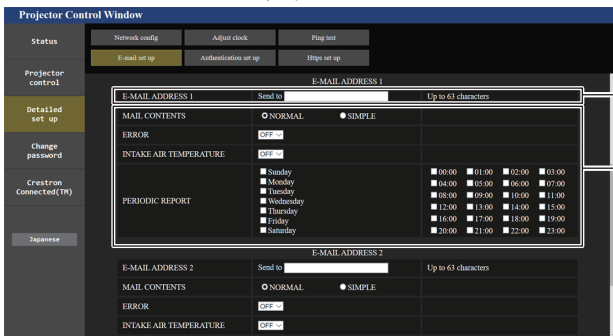 Projector Control Window
Status
Network config Adjust clock Ping test
E-mail set up Authentication set up Https set up
Projector
control
Detailed
set up
Change
password
Crestron
Connected(TM)
Japanese
E-MAIL ADDRESS 1
E-MAIL ADDRESS 1 Send to Up to 63 characters
MAIL CONTENTS NORMAL SIMPLE
ERROR OFF
INTAKE AIR TEMPERATURE OFF
PERIODIC REPORT
Sunday
Monday
Tuesday
Wednesday
Thursday
Friday
Saturday
00:00 01:00 02:00 03:00
04:00 05:00 06:00 07:00
08:00 09:00 10:00 11:00
12:00 13:00 14:00 15:00
16:00 17:00 18:00 19:00
20:00 21:00 22:00 23:00
E-MAIL ADDRESS 2
E-MAIL ADDRESS 2 Send to Up to 63 characters
MAIL CONTENTS NORMAL SIMPLE
ERROR OFF
INTAKE AIR TEMPERATURE OFF